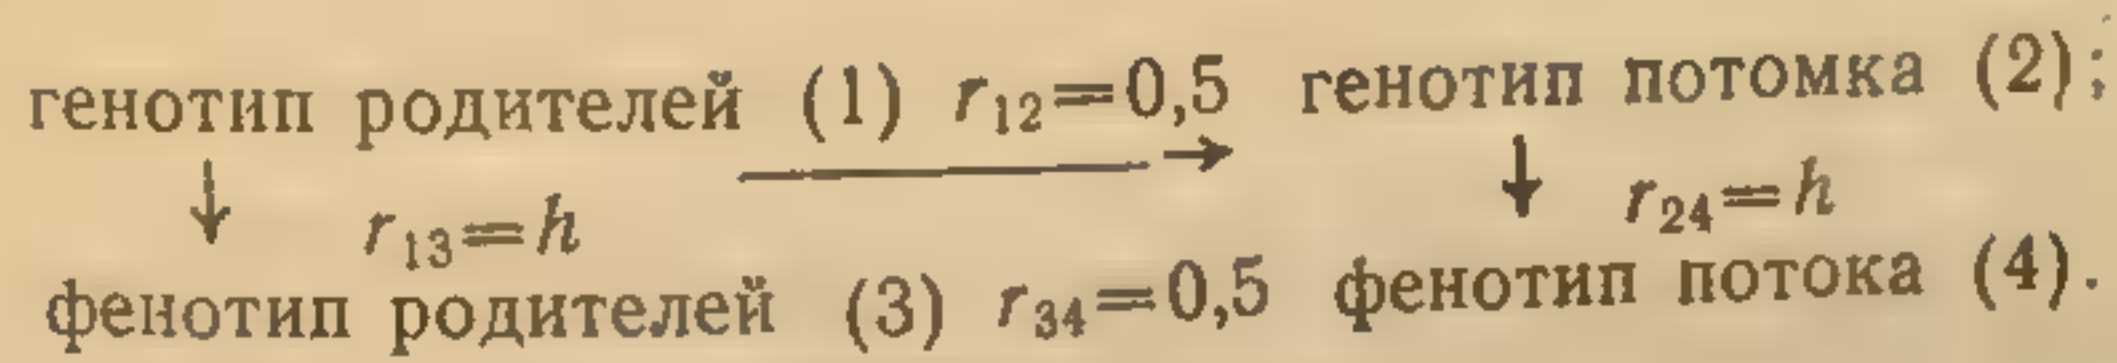 генотип родителей (1) r₁₂=0,5 генотип потомка (2);
↓ r₁₃=h → ↓ r₂₄=h
фенотип родителей (3) r₃₄=0,5 фенотип потока (4).